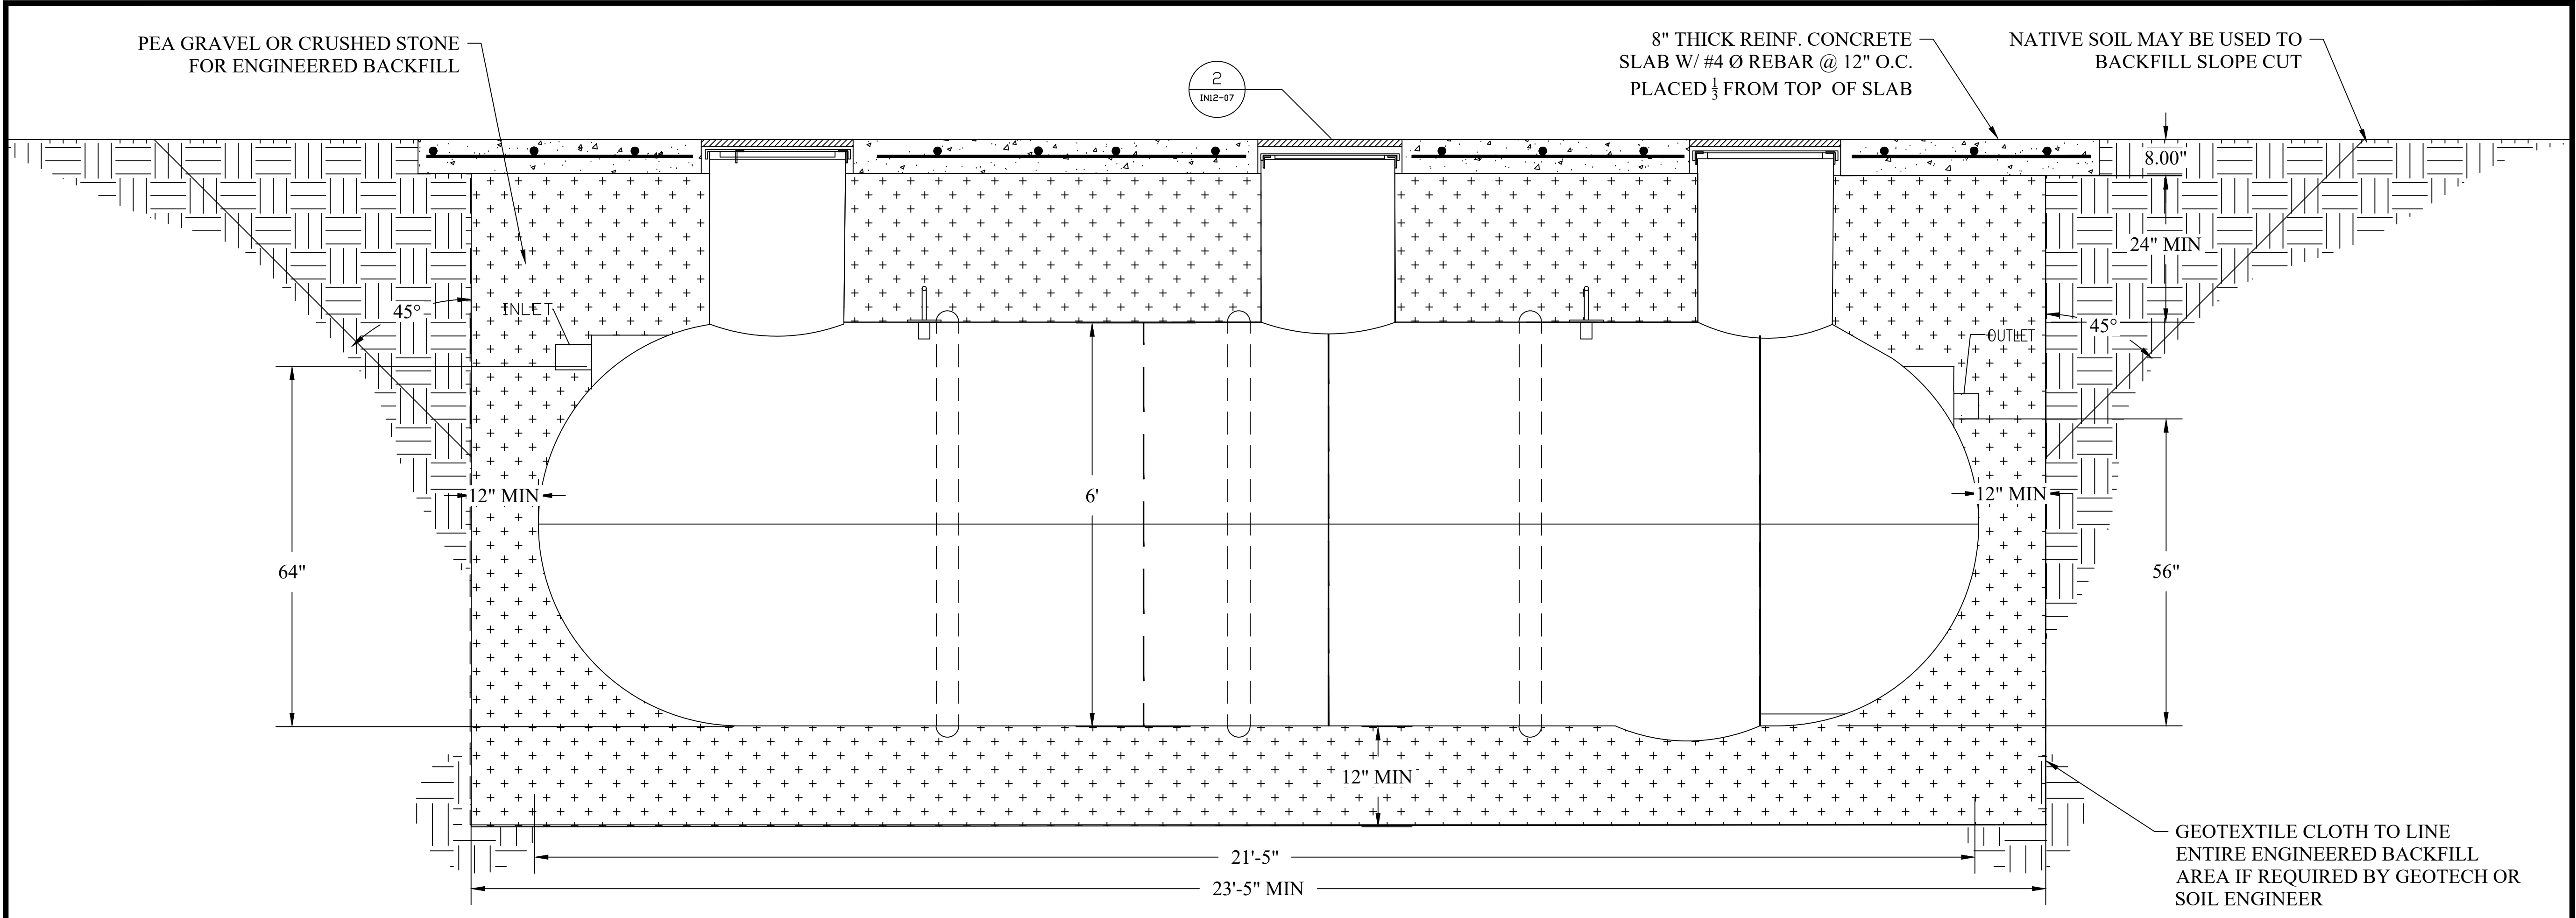 PEA GRAVEL OR CRUSHED STONE
FOR ENGINEERED BACKFILL
2
IN12-07
8" THICK REINF. CONCRETE
SLAB W/ #4 Ø REBAR @ 12" O.C.
PLACED 1/3 FROM TOP OF SLAB
NATIVE SOIL MAY BE USED TO
BACKFILL SLOPE CUT
8.00"
24" MIN
45°
INLET
45°
OUTLET
12" MIN
6'
12" MIN
64"
56"
12" MIN
21'-5"
23'-5" MIN
GEOTEXTILE CLOTH TO LINE
ENTIRE ENGINEERED BACKFILL
AREA IF REQUIRED BY GEOTECH OR
SOIL ENGINEER